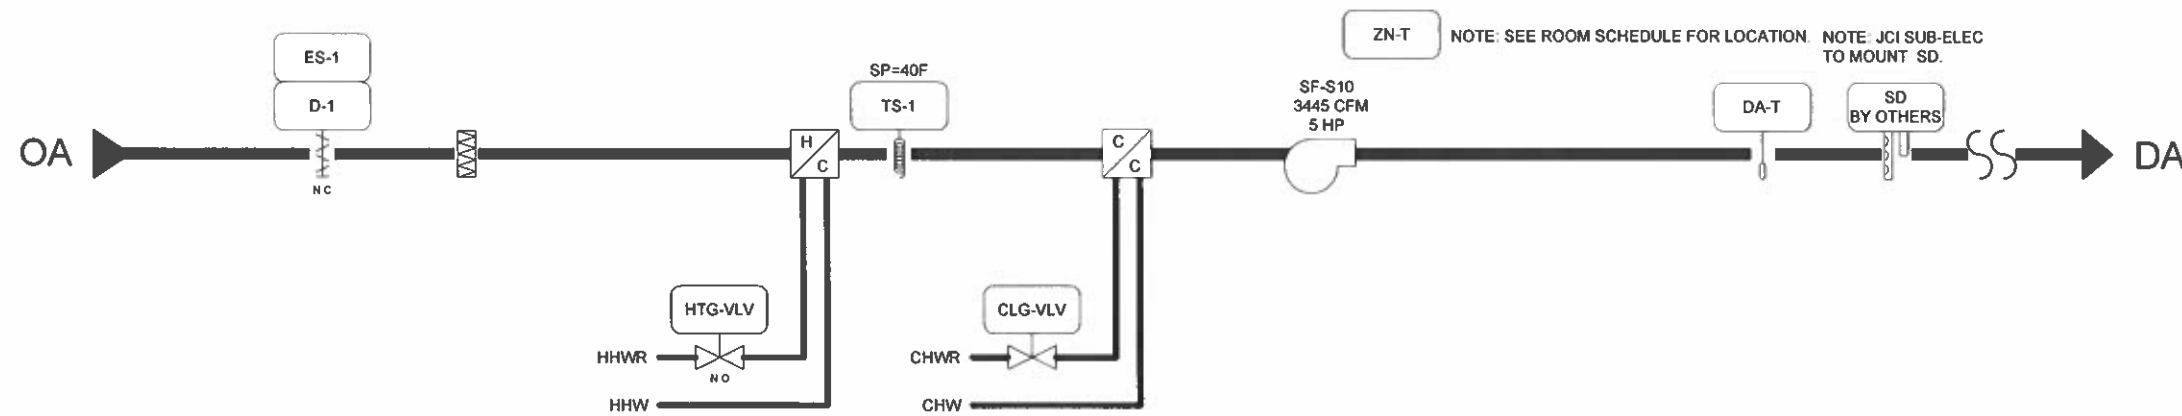 ZN-T
NOTE: SEE ROOM SCHEDULE FOR LOCATION.
NOTE: JCI SUB-ELEC
TO MOUNT SD.
ES-1
D-1
NC
SP=40F
TS-1
SF-S10
3445 CFM
5 HP
DA-T
SD
BY OTHERS
OA
H
C
C
C
DA
HTG-VLV
CLG-VLV
HHWR
NO
CHWR
HHW
CHW